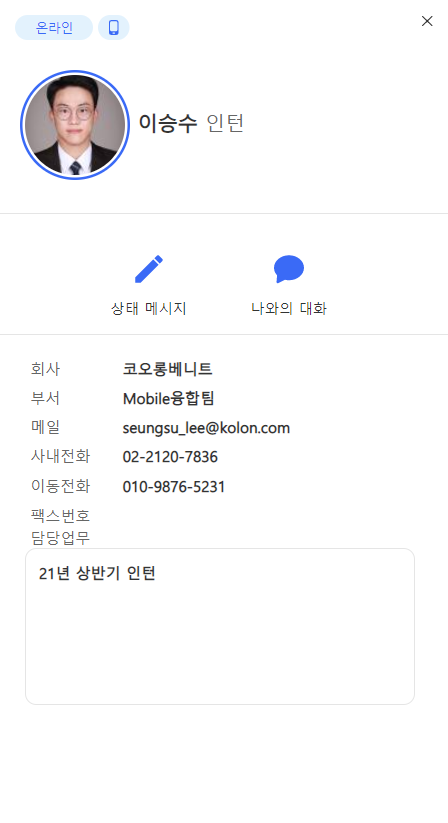 온라인
이승수 인턴
상태 메시지
나와의 대화
회사 코오롱베니트
부서 Mobile융합팀
메일 seungsu_lee@kolon.com
사내전화 02-2120-7836
이동전화 010-9876-5231
팩스번호
담당업무
21년 상반기 인턴